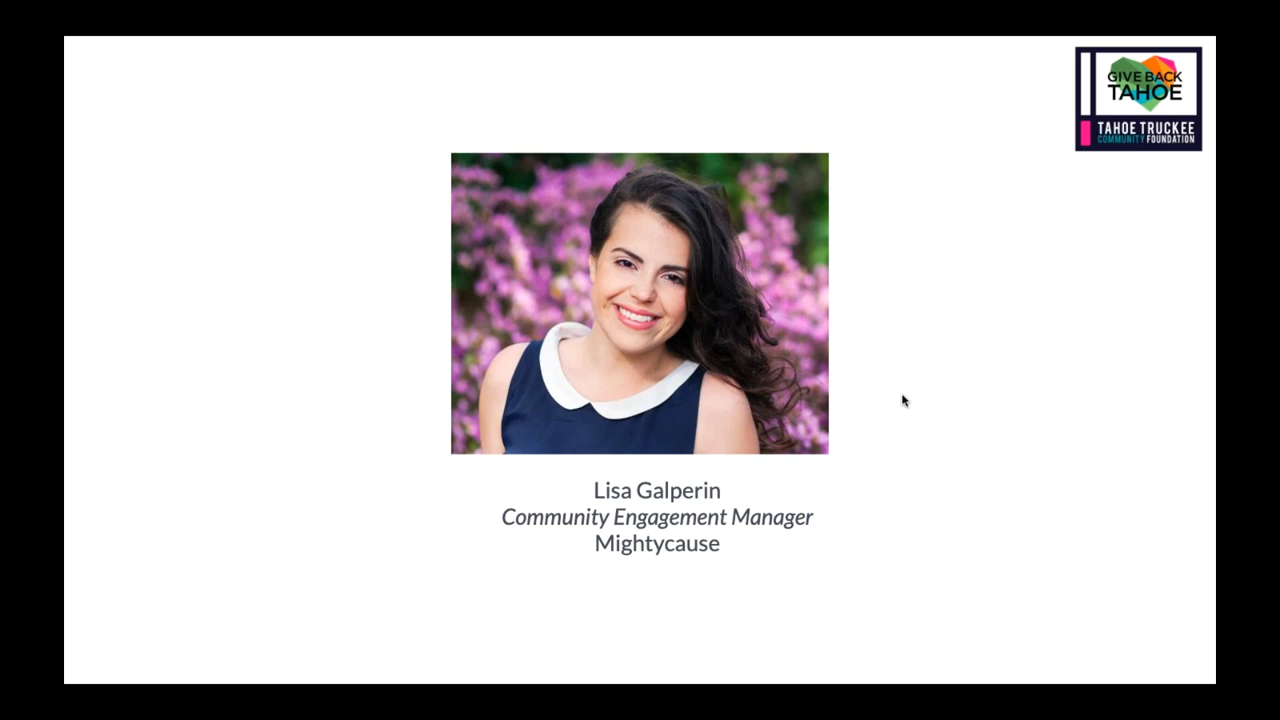 GIVE BACK
TAHOE
TAHOE TRUCKEE
COMMUNITY FOUNDATION
Lisa Galperin
Community Engagement Manager
Mightycause